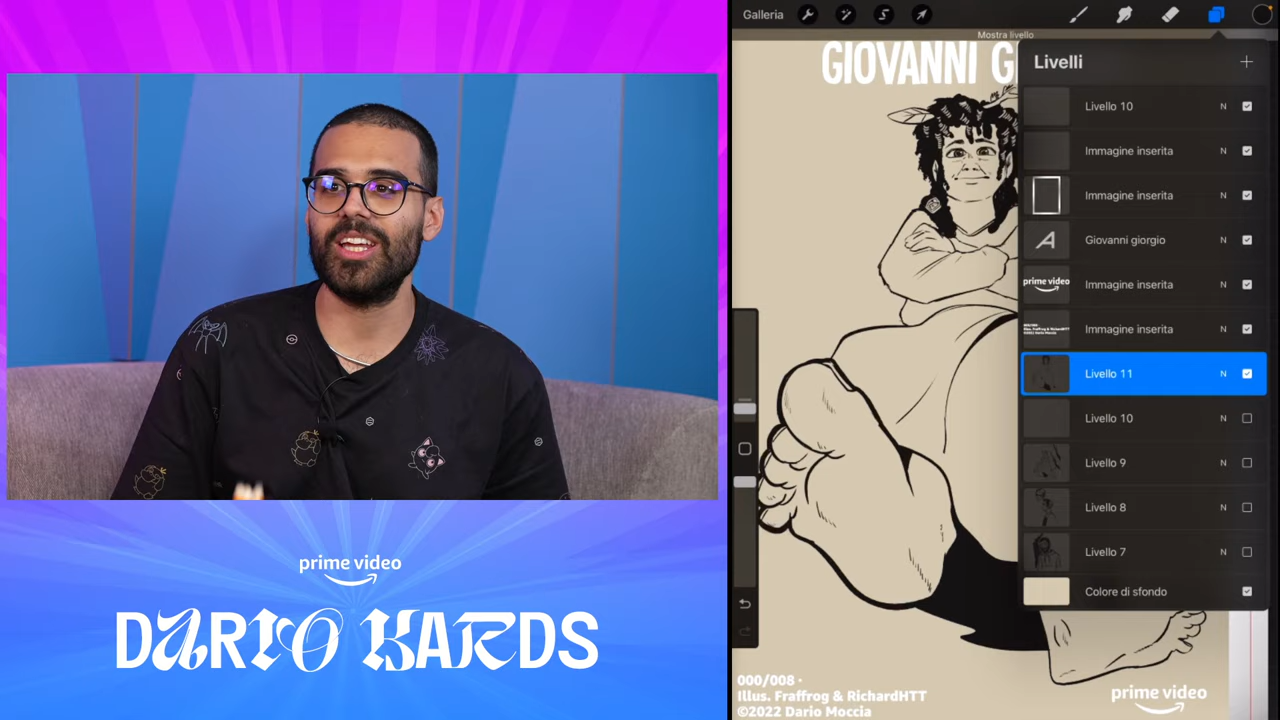 prime video
DARIO KARDS
Galleria
Mostra livello
GIOVANNI G
Livelli
Livello 10 N
Immagine inserita N
Immagine inserita N
A Giovanni giorgio N
prime video Immagine inserita N
Immagine inserita N
Livello 11 N
Livello 10 N
Livello 9 N
Livello 8 N
Livello 7 N
Colore di sfondo
000/008 ·
Illus. Fraffrog & RichardHTT
©2022 Dario Moccia
prime video